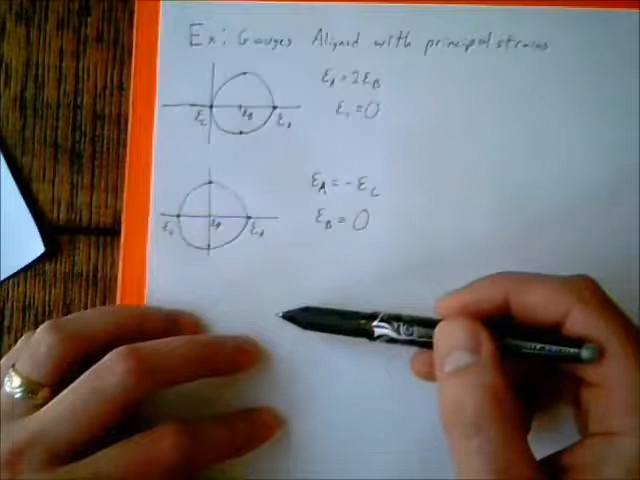 Ex: Gauges Aligned with principal strains
εA = 2εB
εC = 0
εC εB εA
εA = -εC
εB = 0
εC εB εA